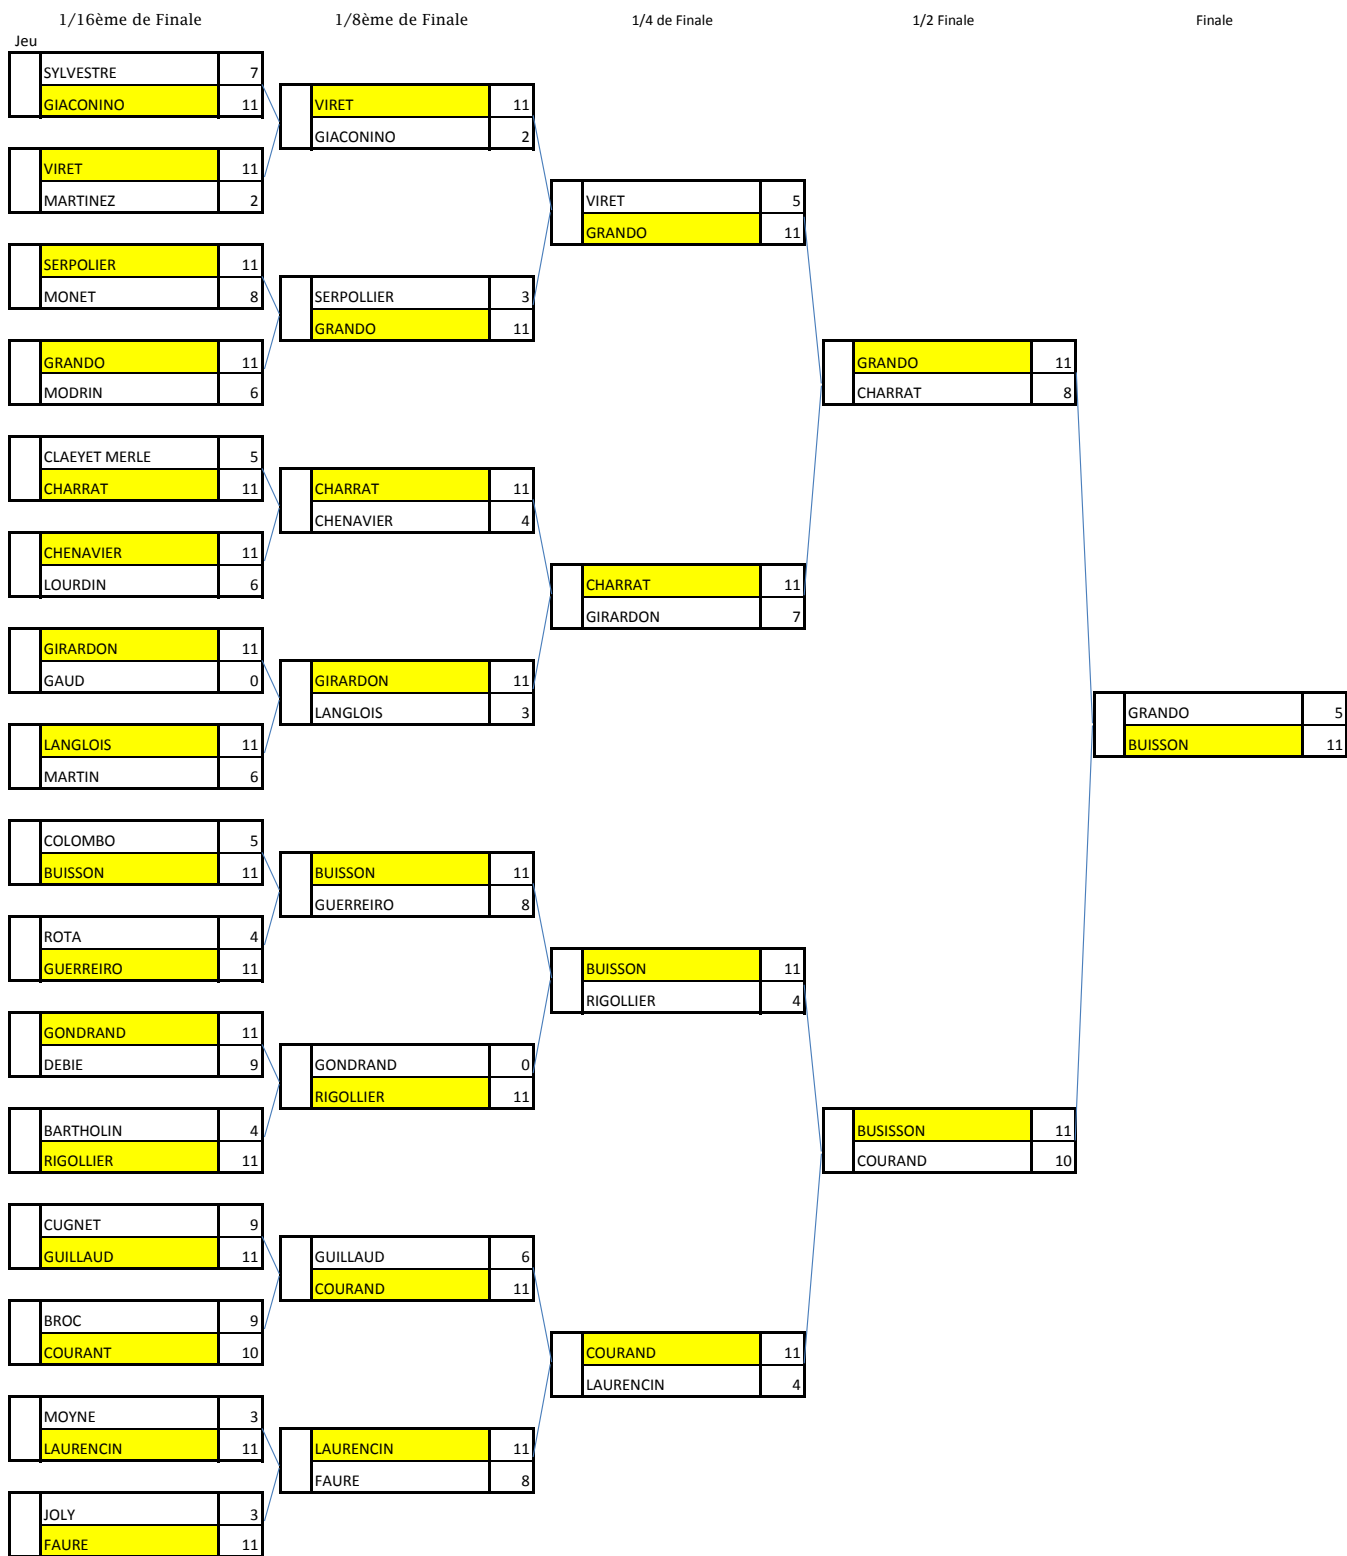 1/16ème de Finale
1/8ème de Finale
1/4 de Finale
1/2 Finale
Finale
Jeu
SYLVESTRE 7
GIACONINO 11
VIRET 11
MARTINEZ 2
SERPOLIER 11
MONET 8
GRANDO 11
MODRIN 6
CLAEYET MERLE 5
CHARRAT 11
CHENAVIER 11
LOURDIN 6
GIRARDON 11
GAUD 0
LANGLOIS 11
MARTIN 6
COLOMBO 5
BUISSON 11
ROTA 4
GUERREIRO 11
GONDRAND 11
DEBIE 9
BARTHOLIN 4
RIGOLLIER 11
CUGNET 9
GUILLAUD 11
BROC 9
COURANT 10
MOYNE 3
LAURENCIN 11
JOLY 3
FAURE 11
VIRET 11
GIACONINO 2
SERPOLLIER 3
GRANDO 11
CHARRAT 11
CHENAVIER 4
GIRARDON 11
LANGLOIS 3
BUISSON 11
GUERREIRO 8
GONDRAND 0
RIGOLLIER 11
GUILLAUD 6
COURAND 11
LAURENCIN 11
FAURE 8
VIRET 5
GRANDO 11
CHARRAT 11
GIRARDON 7
BUISSON 11
RIGOLLIER 4
COURAND 11
LAURENCIN 4
GRANDO 11
CHARRAT 8
BUSISSON 11
COURAND 10
GRANDO 5
BUISSON 11